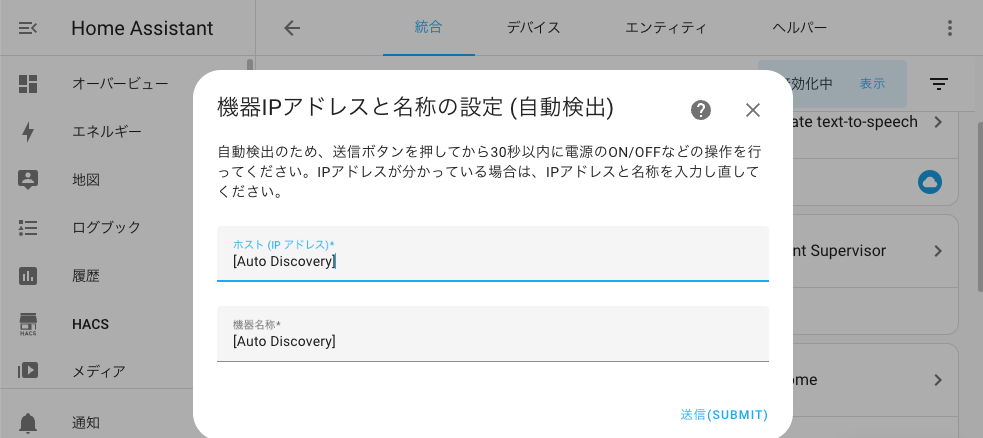 Home Assistant
統合
デバイス
エンティティ
ヘルパー
オーバービュー
エネルギー
地図
ログブック
履歴
HACS
HACS
メディア
通知
効化中
表示
機器IPアドレスと名称の設定 (自動検出)
自動検出のため、送信ボタンを押してから30秒以内に電源のON/OFFなどの操作を行
ってください。IPアドレスが分かっている場合は、IPアドレスと名称を入力し直して
ください。
ホスト (IP アドレス)*
[Auto Discovery]
機器名称*
[Auto Discovery]
送信(SUBMIT)
ate text-to-speech
nt Supervisor
ome